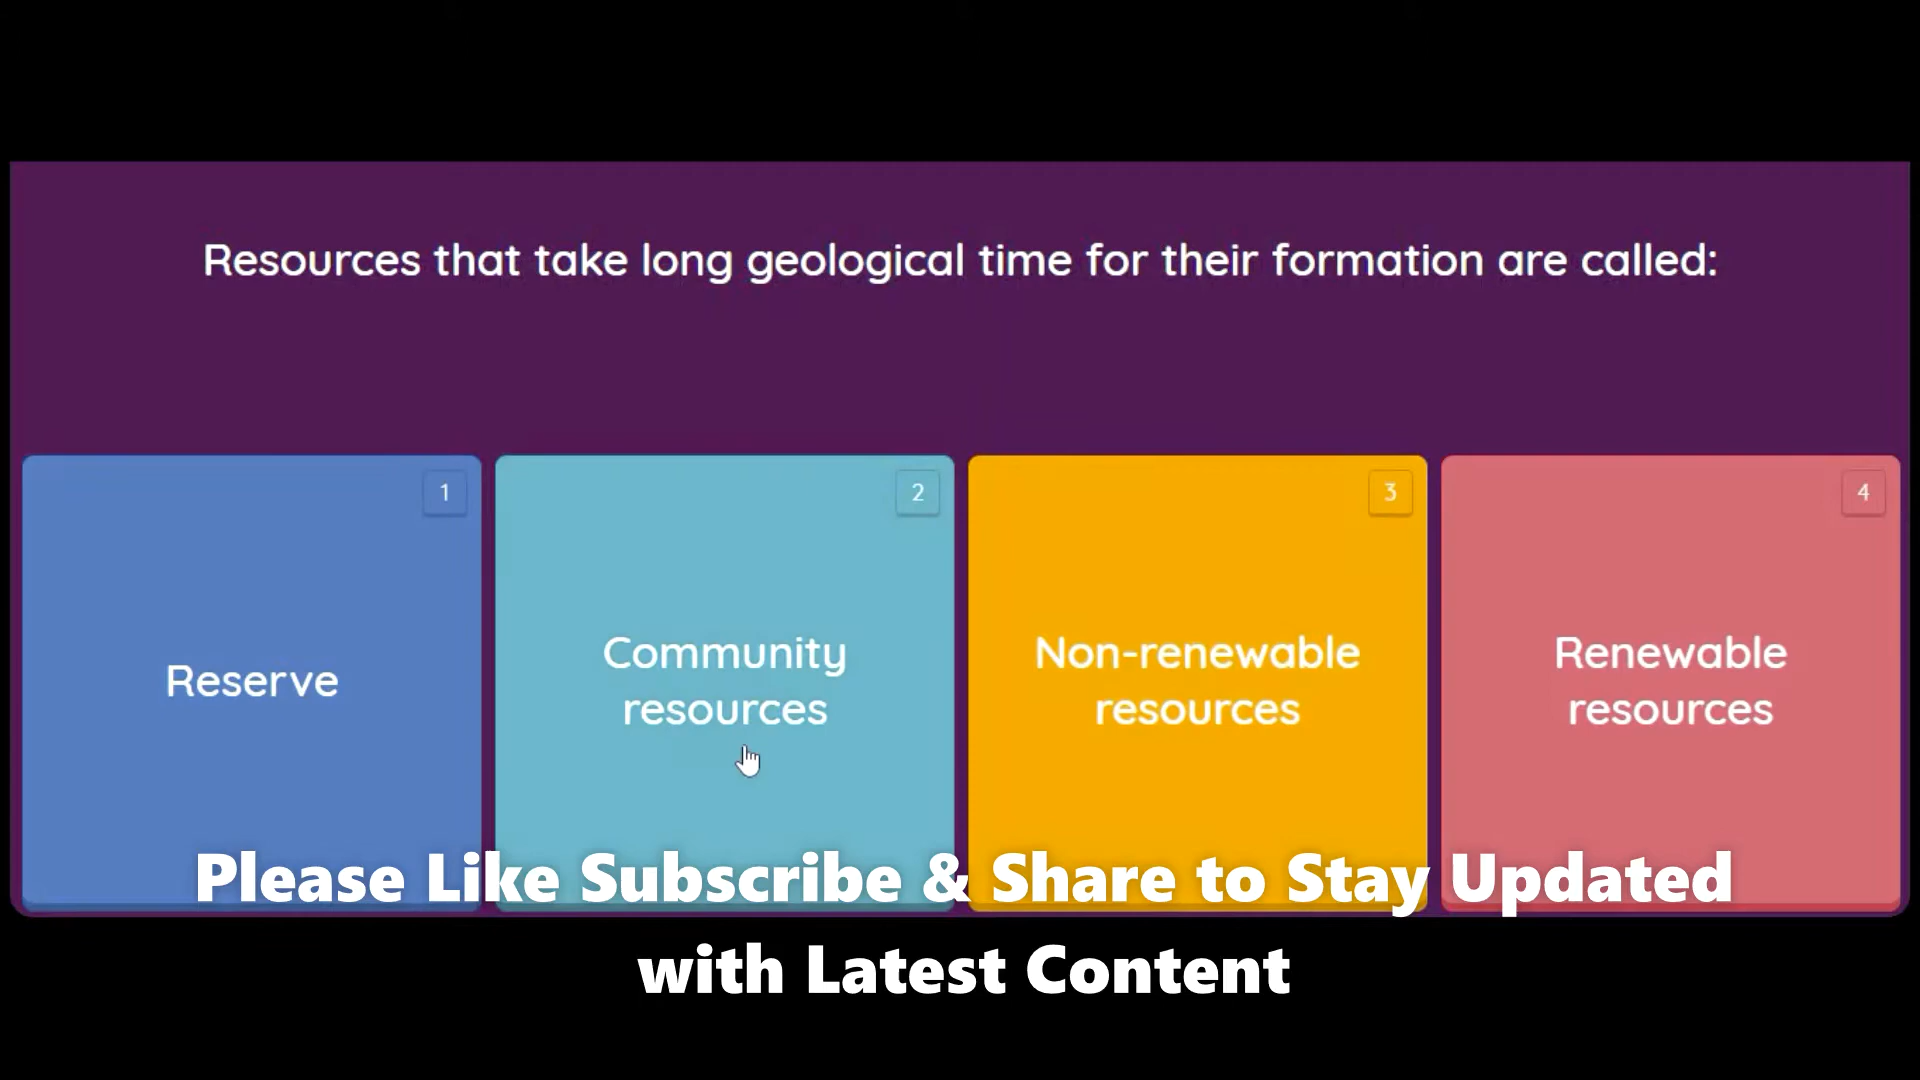 Resources that take long geological time for their formation are called:
1
2
3
4
Reserve
Community
resources
Non-renewable
resources
Renewable
resources
Please Like Subscribe & Share to Stay Updated
with Latest Content